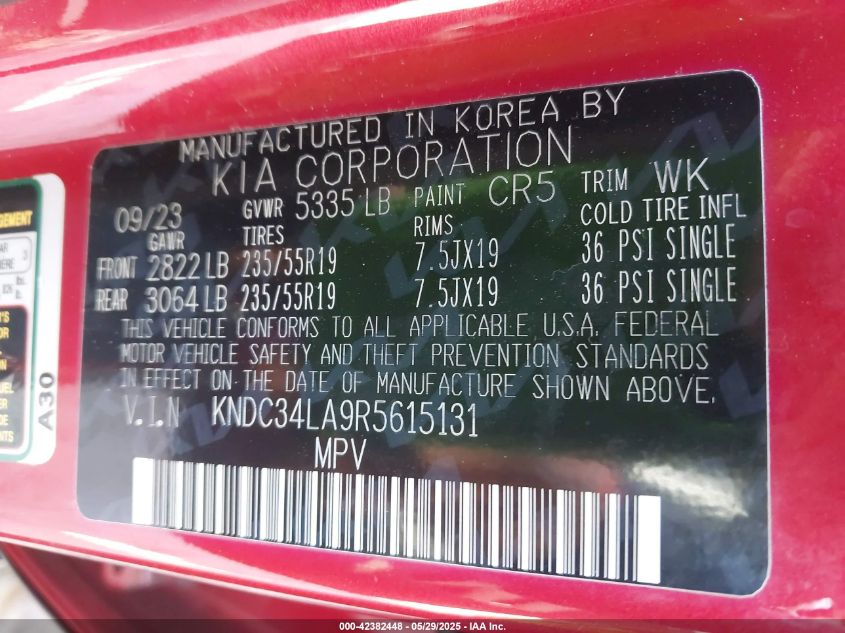 MANUFACTURED IN KOREA BY
KIA CORPORATION
09/23 GVWR 5335 LB PAINT CR5 TRIM WK
GAWR TIRES RIMS COLD TIRE INFL
FRONT 2822 LB 235/55R19 7.5JX19 36 PSI SINGLE
REAR 3064 LB 235/55R19 7.5JX19 36 PSI SINGLE
THIS VEHICLE CONFORMS TO ALL APPLICABLE U.S.A. FEDERAL
MOTOR VEHICLE SAFETY AND THEFT PREVENTION STANDARDS
IN EFFECT ON THE DATE OF MANUFACTURE SHOWN ABOVE.
V.I.N KNDC34LA9R5615131
MPV
A30
000-42382448 - 05/29/2025 - IAA, Inc.